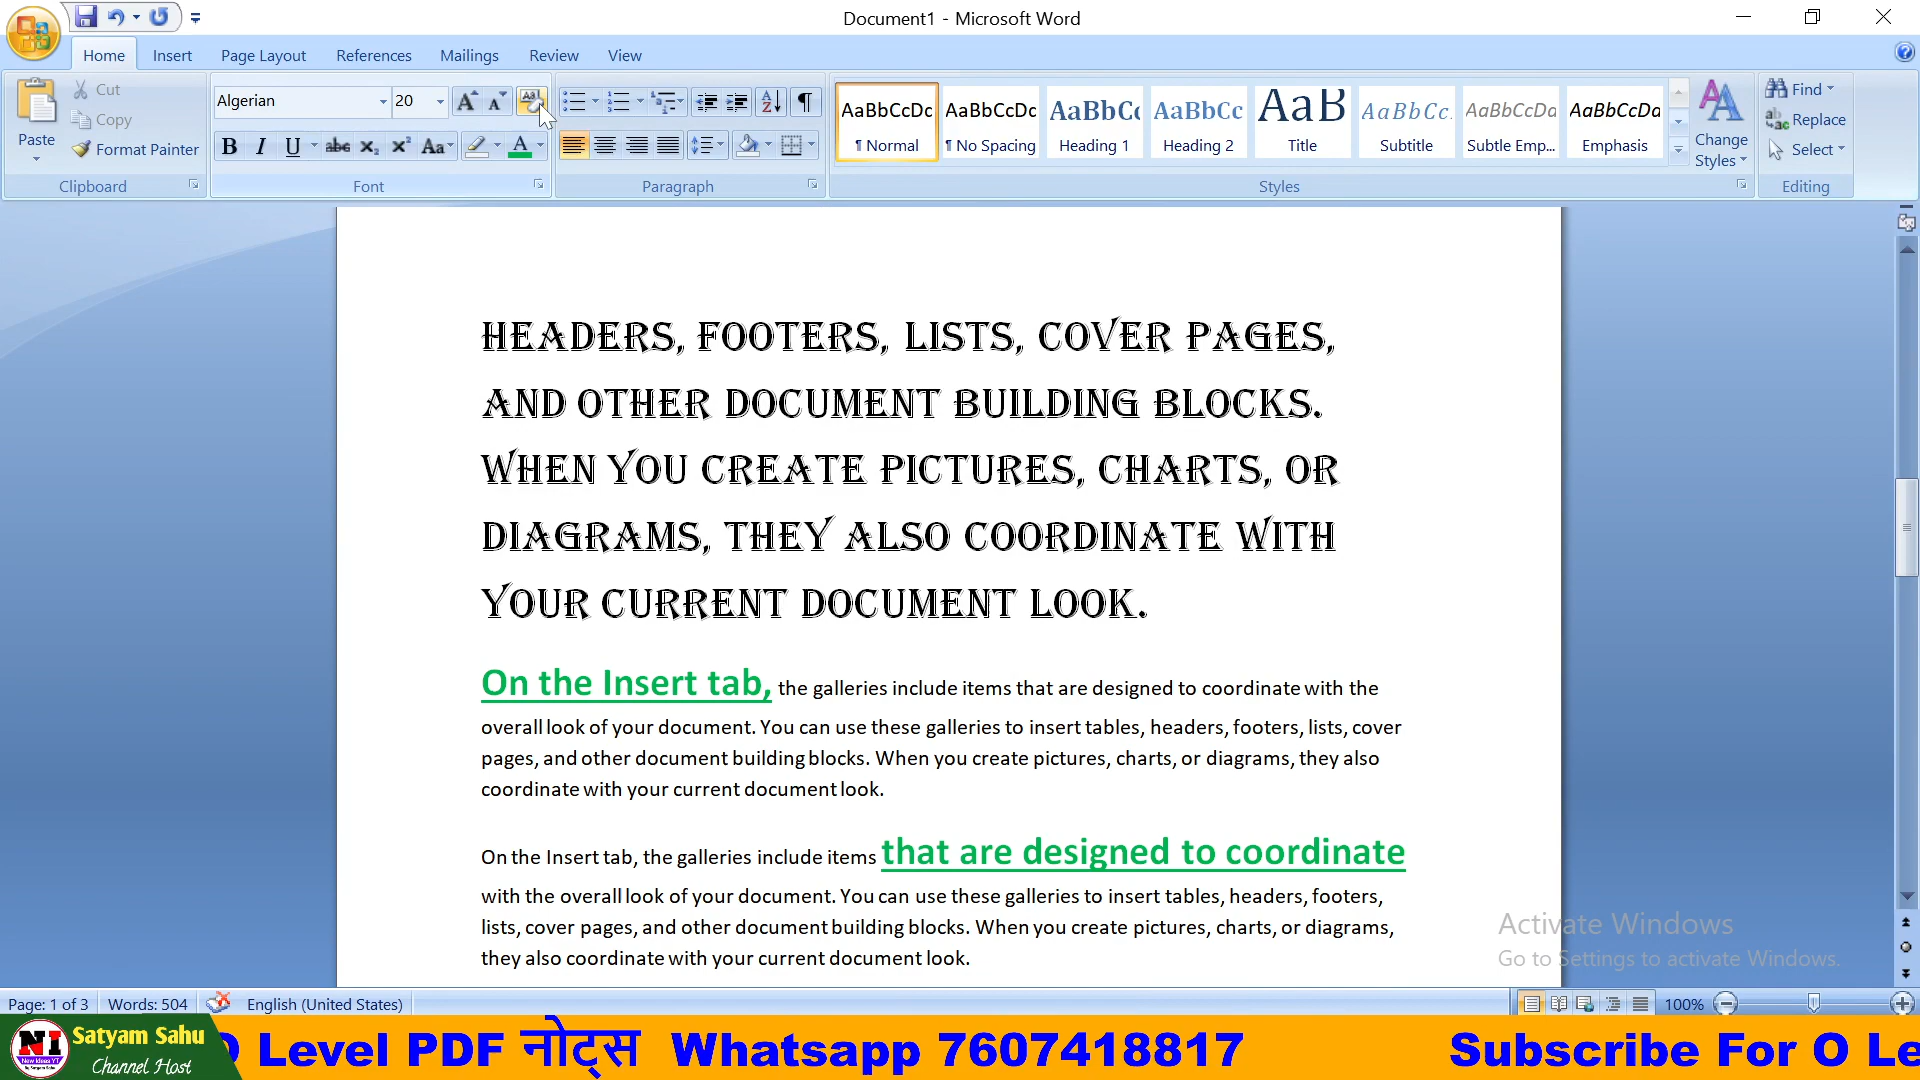 Document1 - Microsoft Word
Home Insert Page Layout References Mailings Review View
Paste
Cut
Copy
Format Painter
Clipboard
Algerian 20
B I U abc X₂ X² Aa A
Font
Paragraph
AaBbCcDc AaBbCcDc AaBbC AaBbCc AaB AaBbCc. AaBbCcDa AaBbCcDa
¶ Normal ¶ No Spacing Heading 1 Heading 2 Title Subtitle Subtle Emp... Emphasis
Change
Styles
Styles
Find
Replace
Select
Editing
HEADERS, FOOTERS, LISTS, COVER PAGES,
AND OTHER DOCUMENT BUILDING BLOCKS.
WHEN YOU CREATE PICTURES, CHARTS, OR
DIAGRAMS, THEY ALSO COORDINATE WITH
YOUR CURRENT DOCUMENT LOOK.
On the Insert tab, the galleries include items that are designed to coordinate with the
overall look of your document. You can use these galleries to insert tables, headers, footers, lists, cover
pages, and other document building blocks. When you create pictures, charts, or diagrams, they also
coordinate with your current document look.
On the Insert tab, the galleries include items that are designed to coordinate
with the overall look of your document. You can use these galleries to insert tables, headers, footers,
lists, cover pages, and other document building blocks. When you create pictures, charts, or diagrams,
they also coordinate with your current document look.
Activate Windows
Go to Settings to activate Windows.
Page: 1 of 3 Words: 504 English (United States) 100%
NI
New Ideas YT
Satyam Sahu
Channel Host
O Level PDF नोट्स Whatsapp 7607418817 Subscribe For O Le